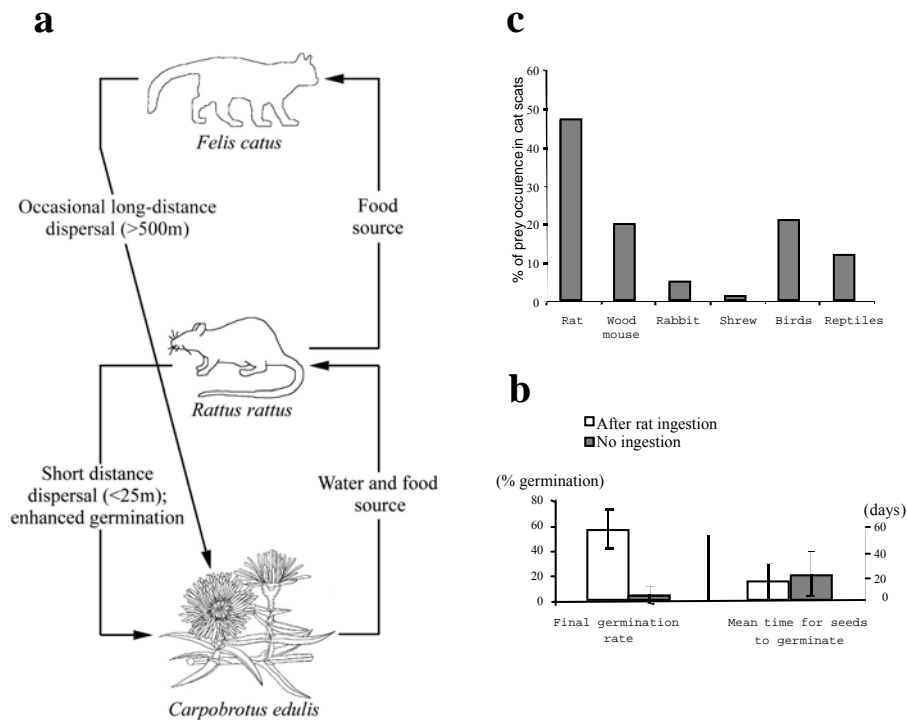 a
Felis catus
Occasional long-distance
dispersal (>500m)
Food
source
Rattus rattus
Short distance
dispersal (<25m);
enhanced germination
Water and food
source
Carpobrotus edulis
c
% of prey occurence in cat scats
60
50
40
30
20
10
0
Rat
Wood
mouse
Rabbit
Shrew
Birds
Reptiles
b
After rat ingestion
No ingestion
(% germination)
80
60
40
20
0
(days)
60
40
20
0
Final germination
rate
Mean time for seeds
to germinate